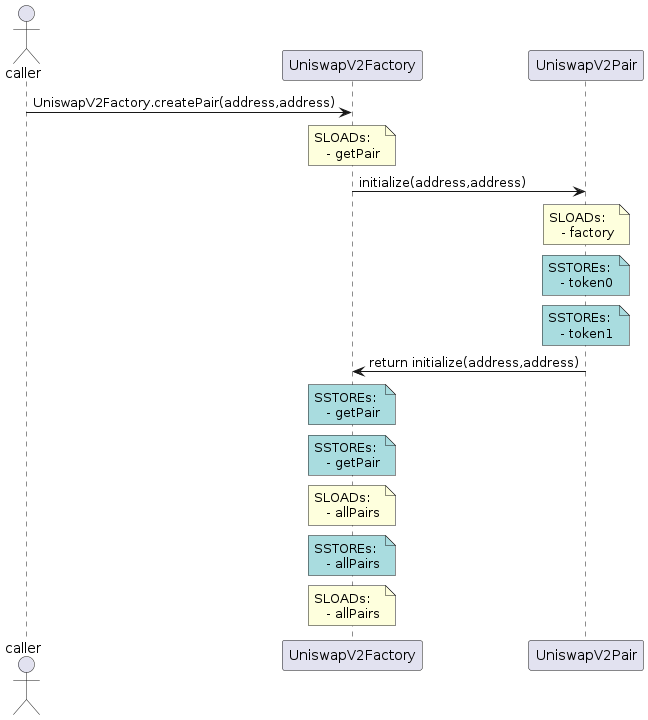 caller
UniswapV2Factory
UniswapV2Pair
UniswapV2Factory.createPair(address,address)
SLOADs:
- getPair
initialize(address,address)
SLOADs:
- factory
SSTOREs:
- token0
SSTOREs:
- token1
return initialize(address,address)
SSTOREs:
- getPair
SSTOREs:
- getPair
SLOADs:
- allPairs
SSTOREs:
- allPairs
SLOADs:
- allPairs
caller
UniswapV2Factory
UniswapV2Pair